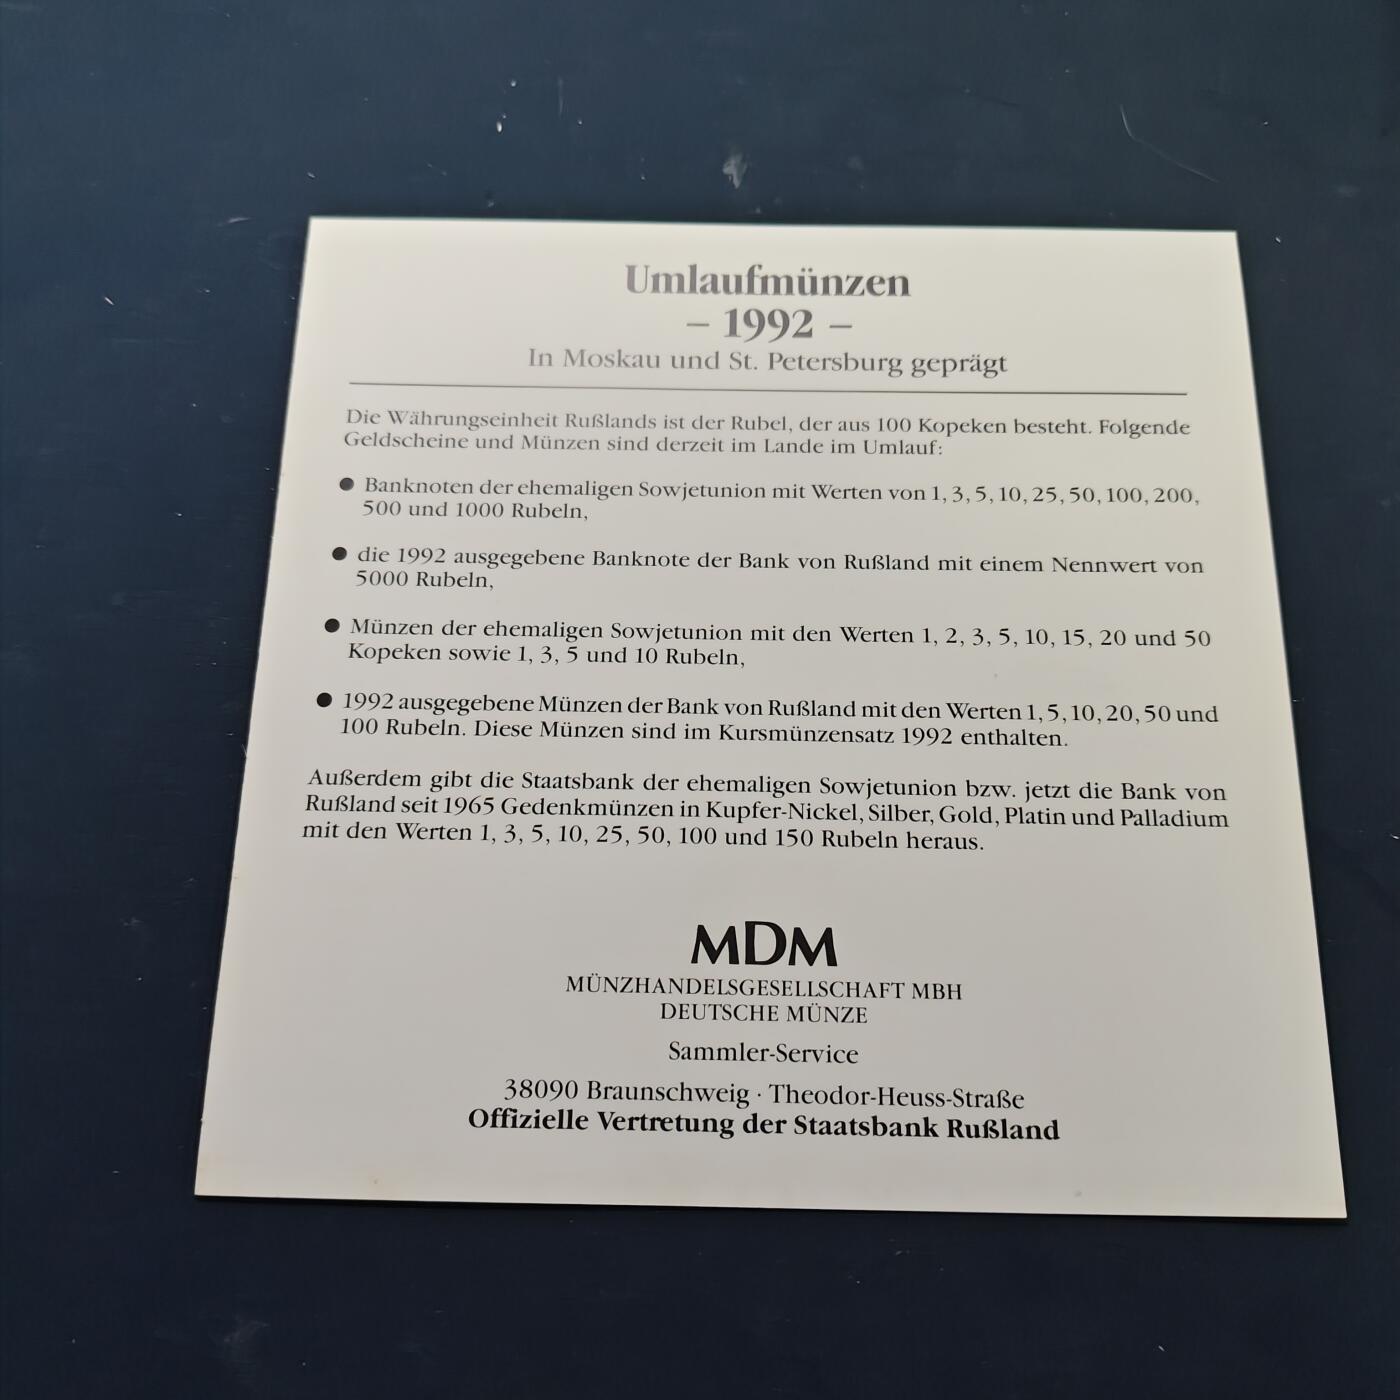 Umlaufmünzen
– 1992 –
In Moskau und St. Petersburg geprägt
Die Währungseinheit Rußlands ist der Rubel, der aus 100 Kopeken besteht. Folgende
Geldscheine und Münzen sind derzeit im Lande im Umlauf:
● Banknoten der ehemaligen Sowjetunion mit Werten von 1, 3, 5, 10, 25, 50, 100, 200,
500 und 1000 Rubeln,
● die 1992 ausgegebene Banknote der Bank von Rußland mit einem Nennwert von
5000 Rubeln,
● Münzen der ehemaligen Sowjetunion mit den Werten 1, 2, 3, 5, 10, 15, 20 und 50
Kopeken sowie 1, 3, 5 und 10 Rubeln,
● 1992 ausgegebene Münzen der Bank von Rußland mit den Werten 1, 5, 10, 20, 50 und
100 Rubeln. Diese Münzen sind im Kursmünzensatz 1992 enthalten.
Außerdem gibt die Staatsbank der ehemaligen Sowjetunion bzw. jetzt die Bank von
Rußland seit 1965 Gedenkmünzen in Kupfer-Nickel, Silber, Gold, Platin und Palladium
mit den Werten 1, 3, 5, 10, 25, 50, 100 und 150 Rubeln heraus.
MDM
MÜNZHANDELSGESELLSCHAFT MBH
DEUTSCHE MÜNZE
Sammler-Service
38090 Braunschweig · Theodor-Heuss-Straße
Offizielle Vertretung der Staatsbank Rußland